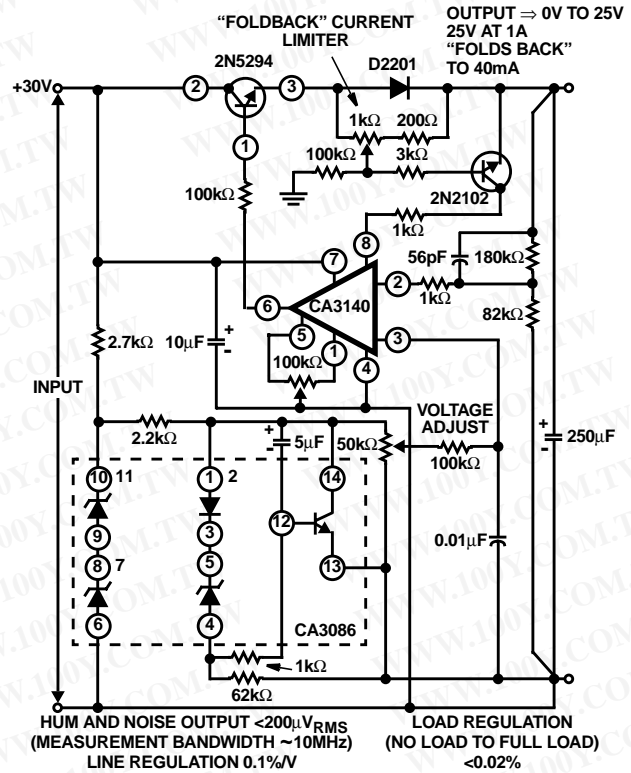 "FOLDBACK" CURRENT
LIMITER
OUTPUT ⇒ 0V TO 25V
25V AT 1A
"FOLDS BACK"
TO 40mA
2N5294
D2201
+30V
2
3
1kΩ
200Ω
1
100kΩ
3kΩ
100kΩ
2N2102
1kΩ
8
7
56pF
180kΩ
6
CA3140
2
1kΩ
5
1
3
82kΩ
2.7kΩ
10µF
+
-
100kΩ
4
INPUT
VOLTAGE
ADJUST
2.2kΩ
+
-
5µF
50kΩ
100kΩ
+
-
250µF
10
11
1
2
14
9
3
12
0.01µF
8
7
5
13
6
4
CA3086
1kΩ
62kΩ
HUM AND NOISE OUTPUT <200µVRMS
(MEASUREMENT BANDWIDTH ~10MHz)
LINE REGULATION 0.1%/V
LOAD REGULATION
(NO LOAD TO FULL LOAD)
<0.02%
WWW.100Y.COM.TW